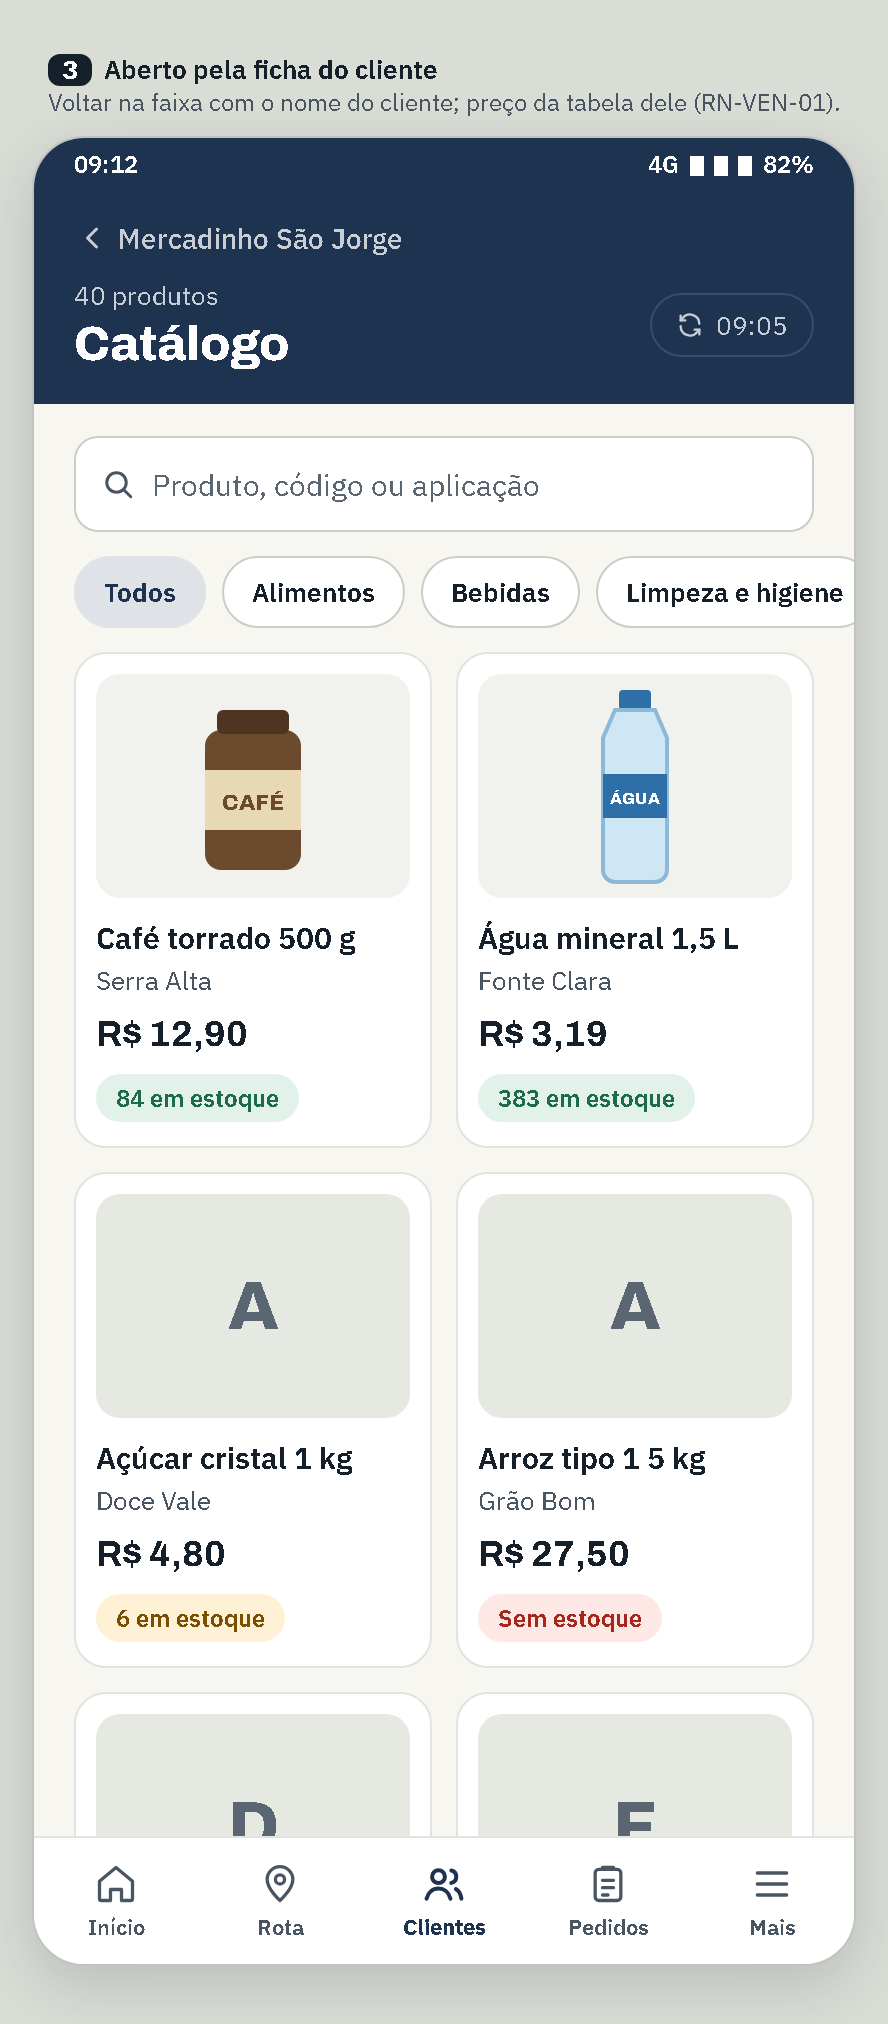 3 Aberto pela ficha do cliente
Voltar na faixa com o nome do cliente; preço da tabela dele (RN-VEN-01).
09:12 4G 82%
Mercadinho São Jorge
40 produtos
Catálogo
09:05
Produto, código ou aplicação
Todos Alimentos Bebidas Limpeza e higiene
CAFÉ
Café torrado 500 g
Serra Alta
R$ 12,90
84 em estoque
ÁGUA
Água mineral 1,5 L
Fonte Clara
R$ 3,19
383 em estoque
A
Açúcar cristal 1 kg
Doce Vale
R$ 4,80
6 em estoque
A
Arroz tipo 1 5 kg
Grão Bom
R$ 27,50
Sem estoque
D
Início Rota Clientes Pedidos Mais